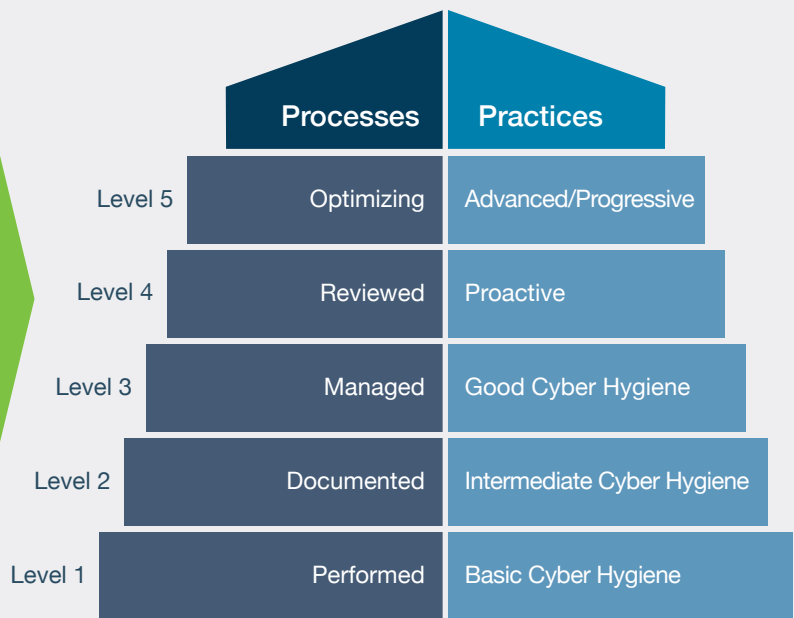 Processes Practices
Level 5 Optimizing Advanced/Progressive
Level 4 Reviewed Proactive
Level 3 Managed Good Cyber Hygiene
Level 2 Documented Intermediate Cyber Hygiene
Level 1 Performed Basic Cyber Hygiene